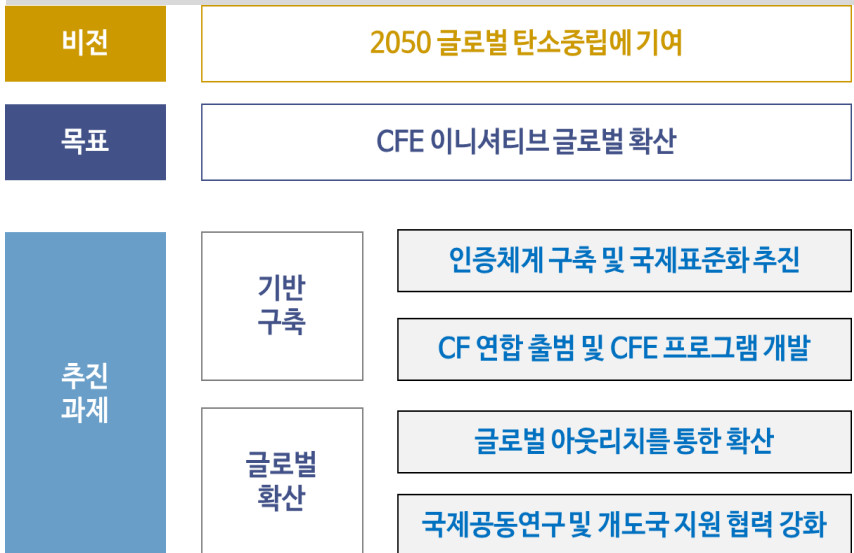 비전
2050 글로벌 탄소중립에 기여
목표
CFE 이니셔티브 글로벌 확산
추진
과제
기반
구축
인증체계 구축 및 국제표준화 추진
CF 연합 출범 및 CFE 프로그램 개발
글로벌
확산
글로벌 아웃리치를 통한 확산
국제공동연구 및 개도국 지원 협력 강화